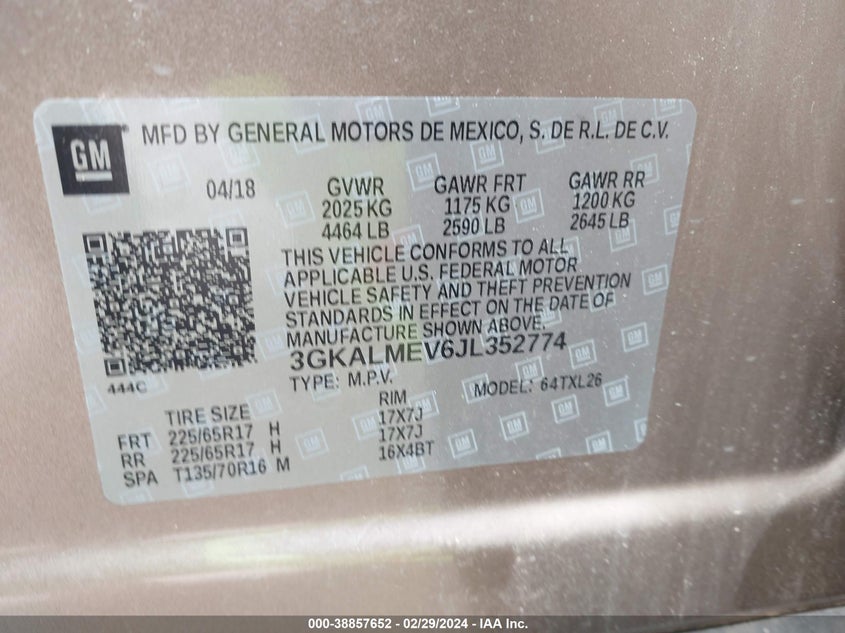 GM MFD BY GENERAL MOTORS DE MEXICO, S. DE R.L. DE C.V.
04/18 GVWR GAWR FRT GAWR RR
2025 KG 1175 KG 1200 KG
4464 LB 2590 LB 2645 LB
THIS VEHICLE CONFORMS TO ALL
APPLICABLE U.S. FEDERAL MOTOR
VEHICLE SAFETY AND THEFT PREVENTION
STANDARDS IN EFFECT ON THE DATE OF
MANUFACTURE SHOWN ABOVE.
3GKALMEV6JL352774
444C TYPE: M.P.V. MODEL: 64TXL26
TIRE SIZE RIM
FRT 225/65R17 H 17X7J
RR 225/65R17 H 17X7J
SPA T135/70R16 M 16X4BT
000-38857652 / 02/29/2024 - IAA Inc.